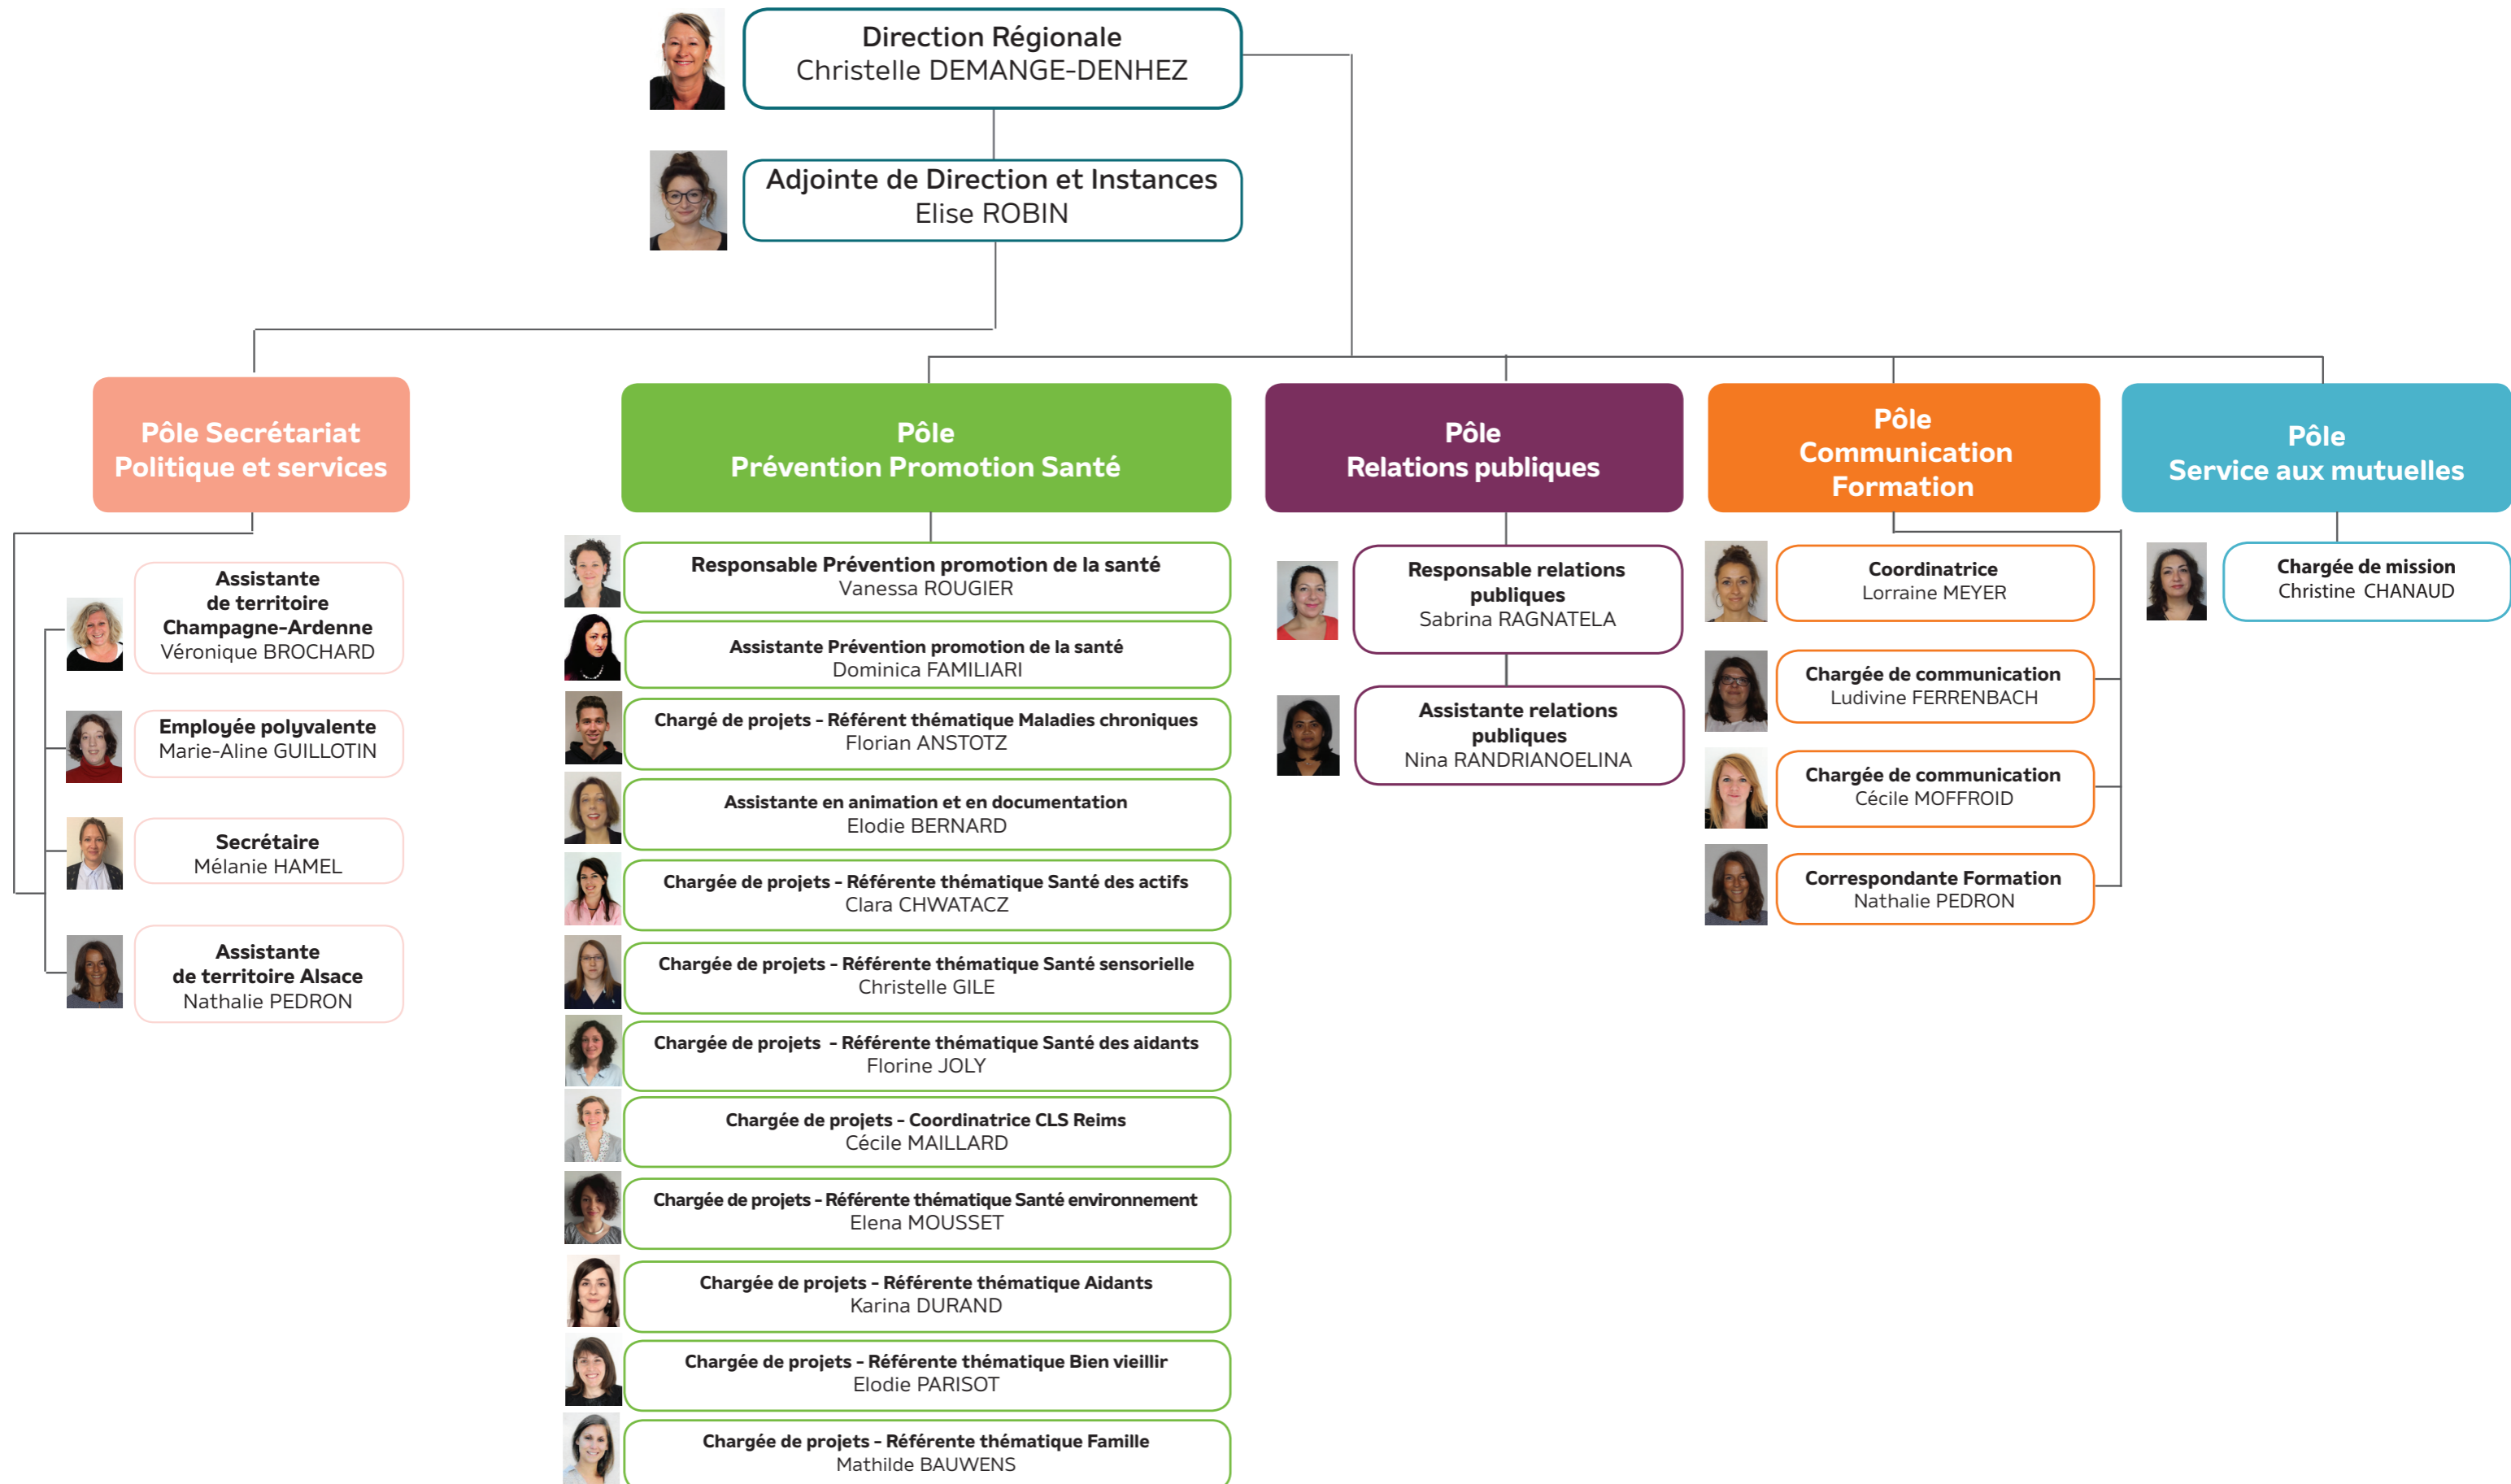 Direction Régionale
Christelle DEMANGE-DENHEZ
Adjointe de Direction et Instances
Elise ROBIN
Pôle Secrétariat
Politique et services
Assistante
de territoire
Champagne-Ardenne
Véronique BROCHARD
Employée polyvalente
Marie-Aline GUILLOTIN
Secrétaire
Mélanie HAMEL
Assistante
de territoire Alsace
Nathalie PEDRON
Pôle
Prévention Promotion Santé
Responsable Prévention promotion de la santé
Vanessa ROUGIER
Assistante Prévention promotion de la santé
Dominica FAMILIARI
Chargé de projets - Référent thématique Maladies chroniques
Florian ANSTOTZ
Assistante en animation et en documentation
Elodie BERNARD
Chargée de projets - Référente thématique Santé des actifs
Clara CHWATACZ
Chargée de projets - Référente thématique Santé sensorielle
Christelle GILE
Chargée de projets - Référente thématique Santé des aidants
Florine JOLY
Chargée de projets - Coordinatrice CLS Reims
Cécile MAILLARD
Chargée de projets - Référente thématique Santé environnement
Elena MOUSSET
Chargée de projets - Référente thématique Aidants
Karina DURAND
Chargée de projets - Référente thématique Bien vieillir
Elodie PARISOT
Chargée de projets - Référente thématique Famille
Mathilde BAUWENS
Pôle
Relations publiques
Responsable relations
publiques
Sabrina RAGNATELA
Assistante relations
publiques
Nina RANDRIANOELINA
Pôle
Communication
Formation
Coordinatrice
Lorraine MEYER
Chargée de communication
Ludivine FERRENBACH
Chargée de communication
Cécile MOFFROID
Correspondante Formation
Nathalie PEDRON
Pôle
Service aux mutuelles
Chargée de mission
Christine CHANAUD